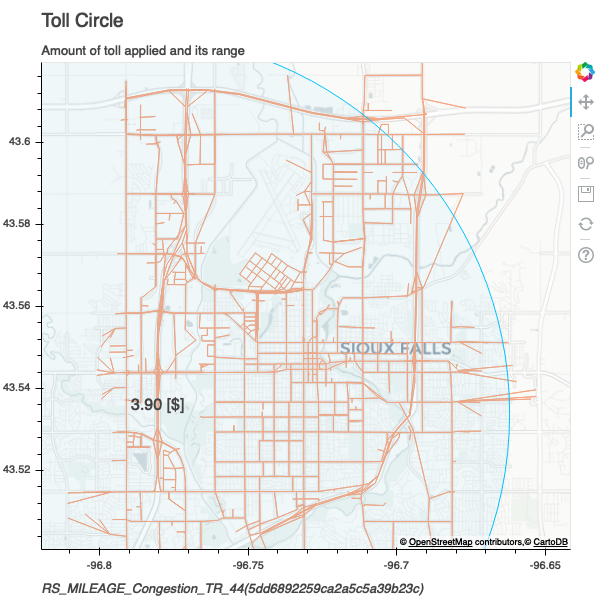 Toll Circle
Amount of toll applied and its range
43.6
43.58
43.56
SIOUX FALLS
43.54
3.90 [$]
43.52
© OpenStreetMap contributors,© CartoDB
-96.8
-96.75
-96.7
-96.65
RS_MILEAGE_Congestion_TR_44(5dd6892259ca2a5c5a39b23c)